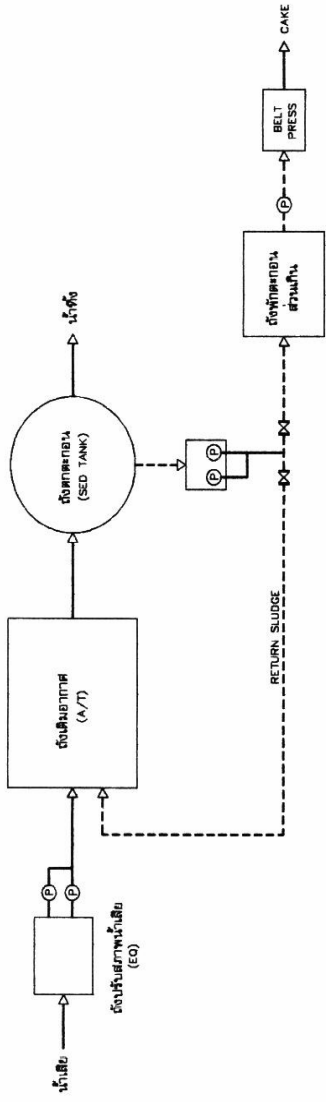 น้ำเสีย
ถังปรับสภาพน้ำเสีย
(EQ)
P
P
ถังเติมอากาศ
(A/T)
ถังตกตะกอน
(SED TANK)
น้ำทิ้ง
P
P
RETURN SLUDGE
ถังพักตะกอน
ส่วนเกิน
P
BELT
PRESS
CAKE